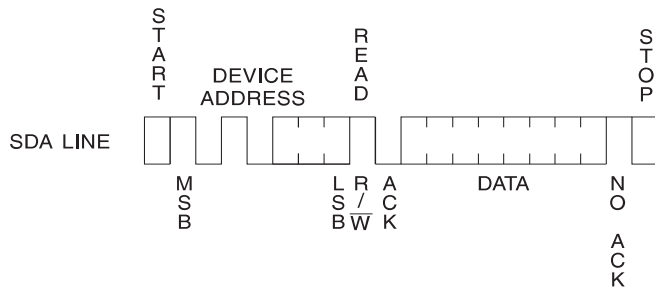 START
DEVICE
ADDRESS
READ
STOP
SDA LINE
MSB
LSB
R/W
ACK
DATA
NO ACK